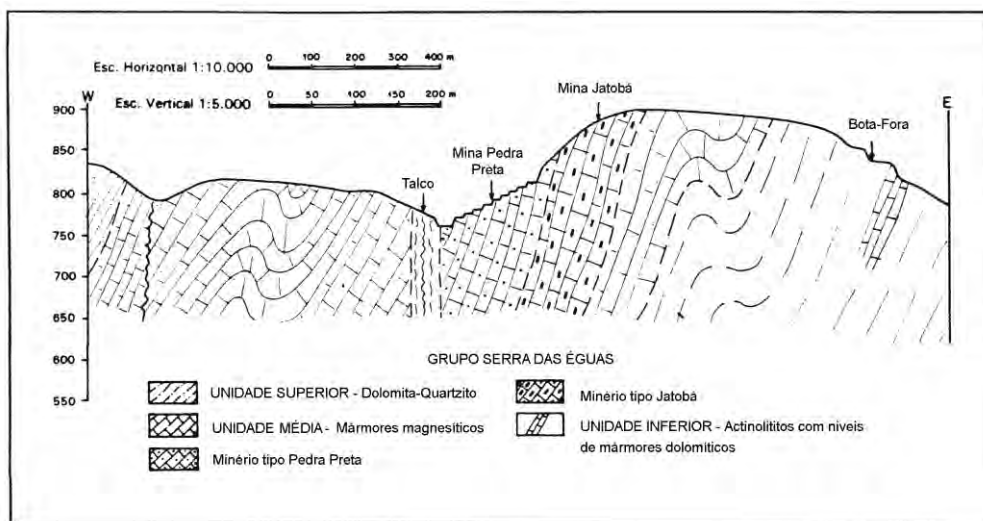 Esc. Horizontal 1:10.000
0 100 200 300 400 m
Esc. Vertical 1:5.000
0 50 100 150 200 m
W
E
900
850
800
750
700
650
600
550
Mina Jatobá
Bota-Fora
Mina Pedra
Preta
Talco
GRUPO SERRA DAS ÉGUAS
UNIDADE SUPERIOR - Dolomita-Quartzito
UNIDADE MÉDIA - Mármores magnesíticos
Minério tipo Pedra Preta
Minério tipo Jatobá
UNIDADE INFERIOR - Actinolititos com níveis
de mármores dolomíticos